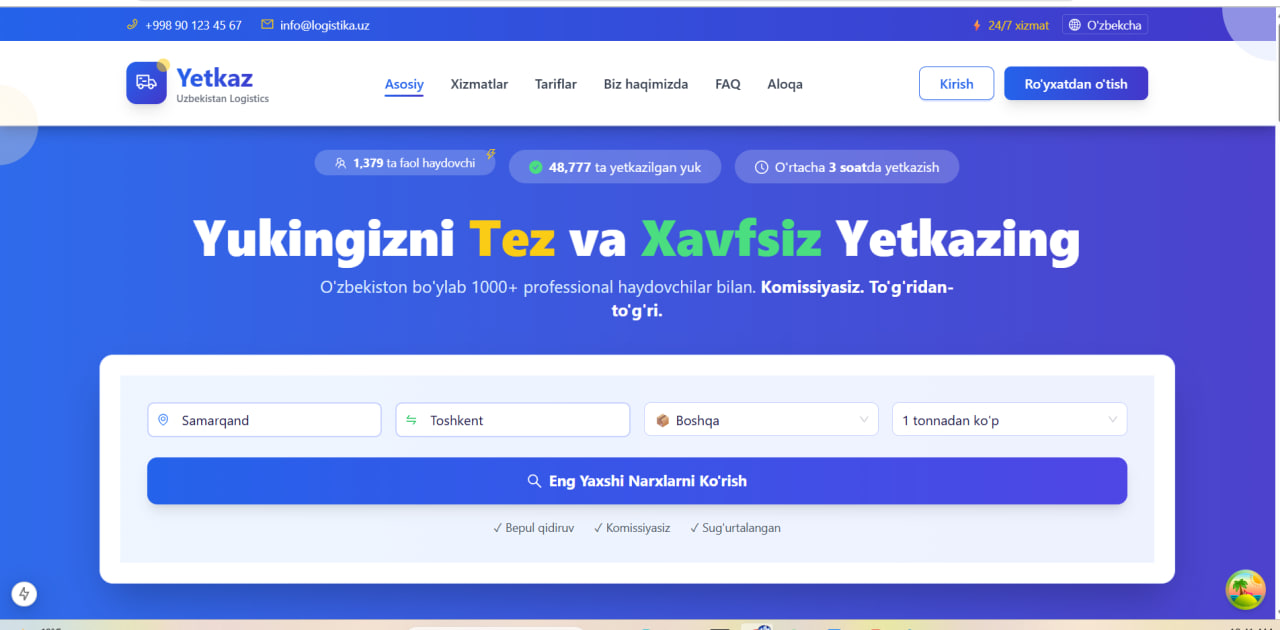 +998 90 123 45 67 info@logistika.uz 24/7 xizmat O'zbekcha
Yetkaz
Uzbekistan Logistics
Asosiy Xizmatlar Tariflar Biz haqimizda FAQ Aloqa Kirish Ro'yxatdan o'tish
1,379 ta faol haydovchi 48,777 ta yetkazilgan yuk O'rtacha 3 soatda yetkazish
Yukingizni Tez va Xavfsiz Yetkazing
O'zbekiston bo'ylab 1000+ professional haydovchilar bilan. Komissiyasiz. To'g'ridan-
to'g'ri.
Samarqand Toshkent Boshqa 1 tonnadan ko'p
Eng Yaxshi Narxlarni Ko'rish
✓ Bepul qidiruv ✓ Komissiyasiz ✓ Sug'urtalangan